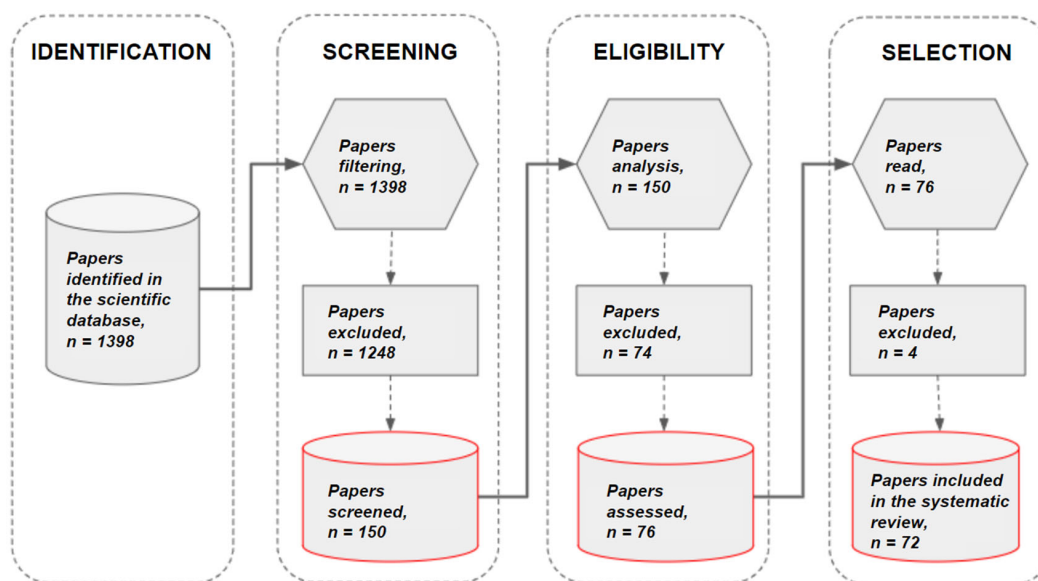 IDENTIFICATION
Papers
identified in
the scientific
database,
n = 1398
SCREENING
Papers
filtering,
n = 1398
Papers
excluded,
n = 1248
Papers
screened,
n = 150
ELIGIBILITY
Papers
analysis,
n = 150
Papers
excluded,
n = 74
Papers
assessed,
n = 76
SELECTION
Papers
read,
n = 76
Papers
excluded,
n = 4
Papers included
in the systematic
review,
n = 72